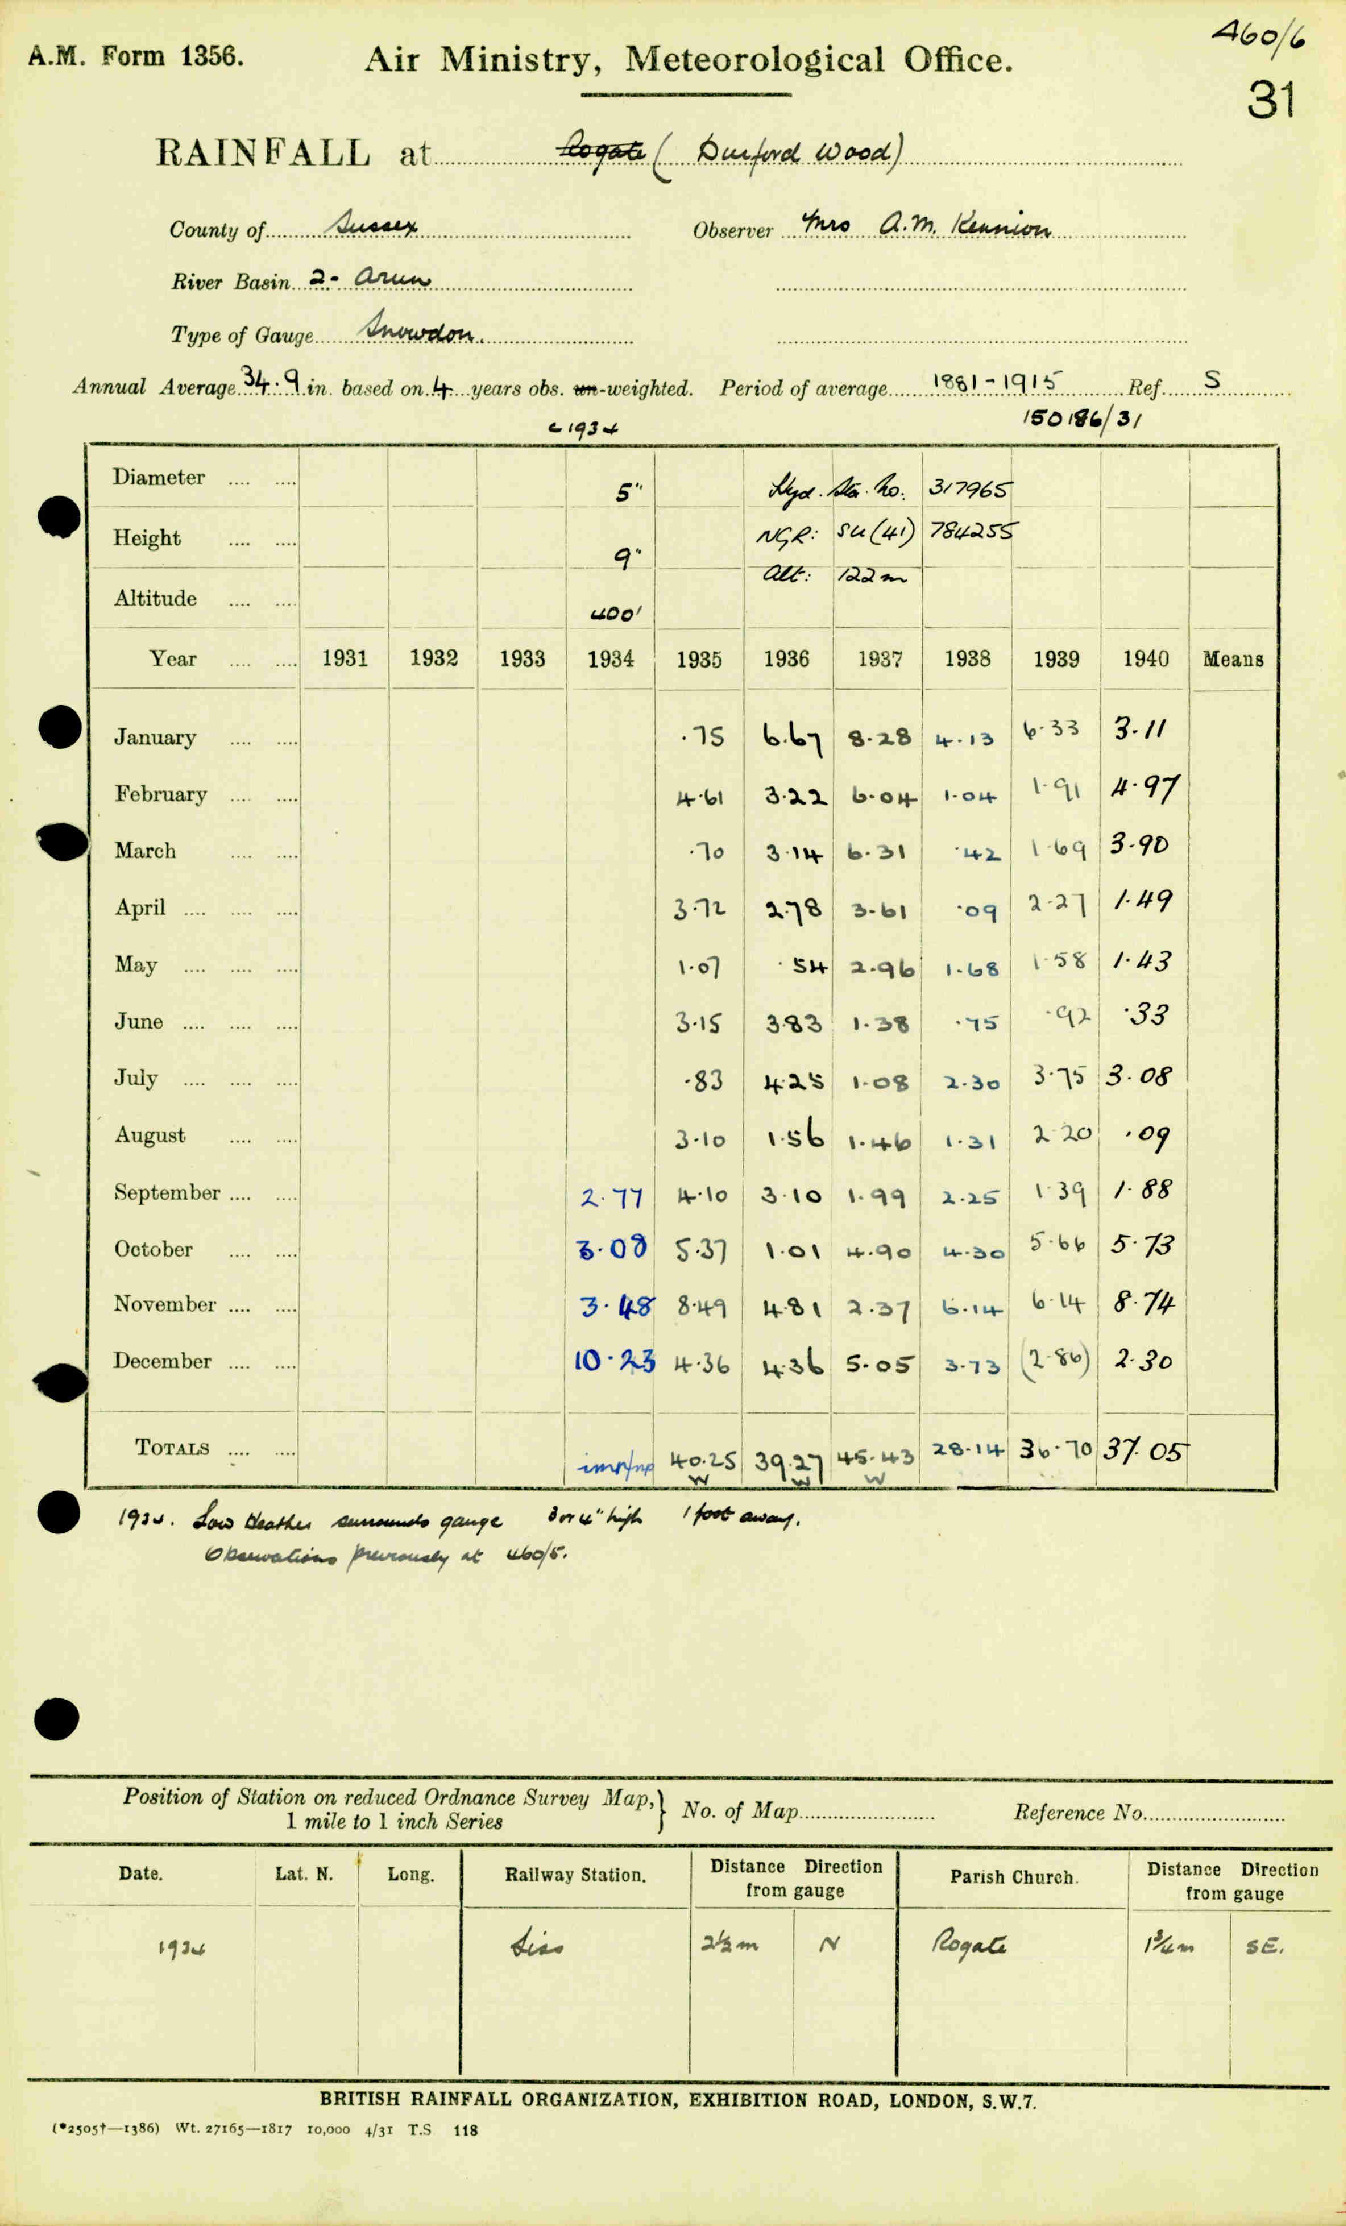 460/6
A.M. Form 1356. Air Ministry, Meteorological Office.
31
RAINFALL at Rogate ( Durford Wood)
County of Sussex Observer Mrs A.M. Kennion
River Basin 2- Arun
Type of Gauge Snowdon.
Annual Average 34.9 in. based on 4 years obs. un-weighted. Period of average 1881-1915 Ref. S
1934 150186/31
Diameter .... .... 5" Hyd. Sta. No: 317965
Height .... .... 9" NGR: SU (41) 784255
Altitude .... .... 400' Alt: 122m
Year .... .... 1931 1932 1933 1934 1935 1936 1937 1938 1939 1940 Means
January .... .... .75 6.67 8.28 4.13 6.33 3.11
February .... .... 4.61 3.22 6.04 1.04 1.91 4.97
March .... .... .70 3.14 6.31 .42 1.69 3.90
April .... .... .... 3.72 2.78 3.61 .09 2.27 1.49
May .... .... .... 1.07 .54 2.96 1.68 1.58 1.43
June .... .... .... 3.15 3.83 1.38 .75 .92 .33
July .... .... .... .83 4.25 1.08 2.30 3.75 3.08
August .... .... 3.10 1.56 1.46 1.31 2.20 .09
September .... .... 2.77 4.10 3.10 1.99 2.25 1.39 1.88
October .... .... 3.08 5.37 1.01 4.90 4.30 5.66 5.73
November .... .... 3.48 8.49 4.81 2.37 6.14 6.14 8.74
December .... .... 10.23 4.36 4.36 5.05 3.73 (2.86) 2.30
TOTALS .... .... 40.25 39.27 45.43 28.14 36.70 37.05
W W W
1934. Low Heather surrounds gauge 3 or 4" high 1 foot away.
Observations previously at 460/5.
Position of Station on reduced Ordnance Survey Map,} No. of Map Reference No.
1 mile to 1 inch Series
Date. Lat. N. Long. Railway Station. Distance Direction from gauge Parish Church. Distance Direction from gauge
1934 Liss 2½m N Rogate 1¾m SE.
BRITISH RAINFALL ORGANIZATION, EXHIBITION ROAD, LONDON, S.W.7.
(*2505†—1386) Wt. 27165—1817 10,000 4/31 T.S 118